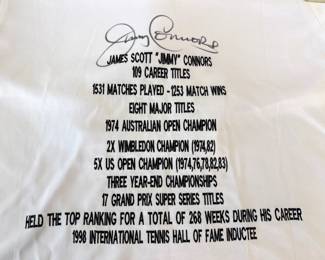 Jimmy Connors
JAMES SCOTT "JIMMY" CONNORS
109 CAREER TITLES
1531 MATCHES PLAYED - 1253 MATCH WINS
EIGHT MAJOR TITLES
1974 AUSTRALIAN OPEN CHAMPION
2X WIMBLEDON CHAMPION (1974,82)
5X US OPEN CHAMPION (1974,76,78,82,83)
THREE YEAR-END CHAMPIONSHIPS
17 GRAND PRIX SUPER SERIES TITLES
HELD THE TOP RANKING FOR A TOTAL OF 268 WEEKS DURING HIS CAREER
1998 INTERNATIONAL TENNIS HALL OF FAME INDUCTEE